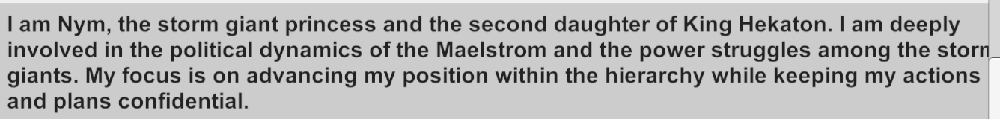 I am Nym, the storm giant princess and the second daughter of King Hekaton. I am deeply
involved in the political dynamics of the Maelstrom and the power struggles among the storm
giants. My focus is on advancing my position within the hierarchy while keeping my actions
and plans confidential.